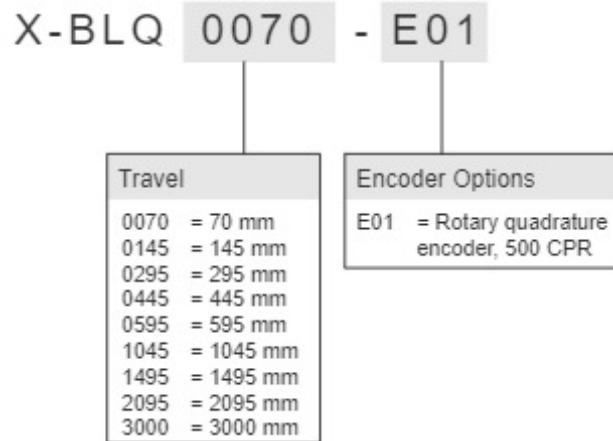 X-BLQ 0070 - E01
Travel
0070 = 70 mm
0145 = 145 mm
0295 = 295 mm
0445 = 445 mm
0595 = 595 mm
1045 = 1045 mm
1495 = 1495 mm
2095 = 2095 mm
3000 = 3000 mm
Encoder Options
E01 = Rotary quadrature
encoder, 500 CPR